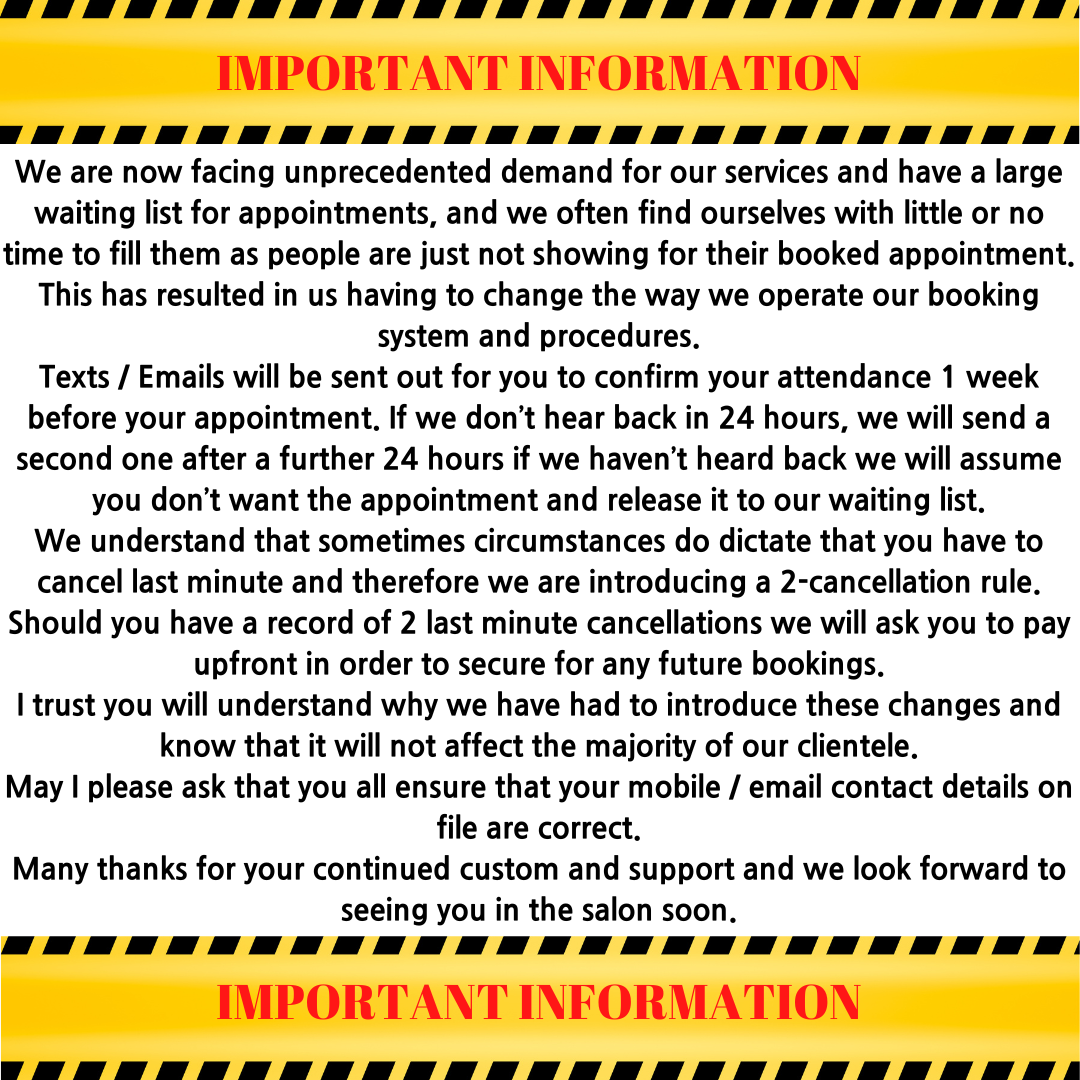 IMPORTANT INFORMATION
We are now facing unprecedented demand for our services and have a large
waiting list for appointments, and we often find ourselves with little or no
time to fill them as people are just not showing for their booked appointment.
This has resulted in us having to change the way we operate our booking
system and procedures.
Texts / Emails will be sent out for you to confirm your attendance 1 week
before your appointment. If we don’t hear back in 24 hours, we will send a
second one after a further 24 hours if we haven’t heard back we will assume
you don’t want the appointment and release it to our waiting list.
We understand that sometimes circumstances do dictate that you have to
cancel last minute and therefore we are introducing a 2-cancellation rule.
Should you have a record of 2 last minute cancellations we will ask you to pay
upfront in order to secure for any future bookings.
I trust you will understand why we have had to introduce these changes and
know that it will not affect the majority of our clientele.
May I please ask that you all ensure that your mobile / email contact details on
file are correct.
Many thanks for your continued custom and support and we look forward to
seeing you in the salon soon.
IMPORTANT INFORMATION